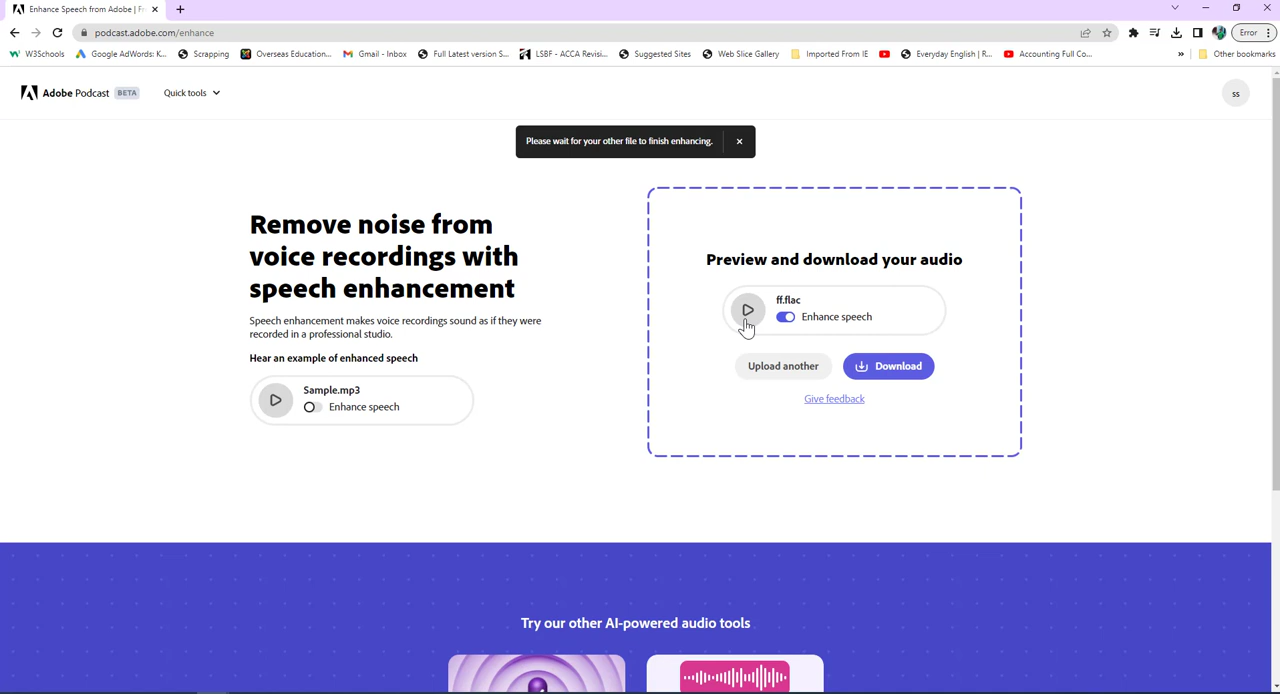 Enhance Speech from Adobe | Fr
podcast.adobe.com/enhance
Error
W3Schools
Google AdWords: K...
Scrapping
Overseas Education...
Gmail - Inbox
Full Latest version S...
LSBF - ACCA Revisi...
Suggested Sites
Web Slice Gallery
Imported From IE
Everyday English | R...
Accounting Full Co...
»
Other bookmarks
Adobe Podcast BETA
Quick tools
ss
Please wait for your other file to finish enhancing.
Remove noise from
voice recordings with
speech enhancement
Speech enhancement makes voice recordings sound as if they were
recorded in a professional studio.
Hear an example of enhanced speech
Sample.mp3
Enhance speech
Preview and download your audio
ff.flac
Enhance speech
Upload another
Download
Give feedback
Try our other AI-powered audio tools